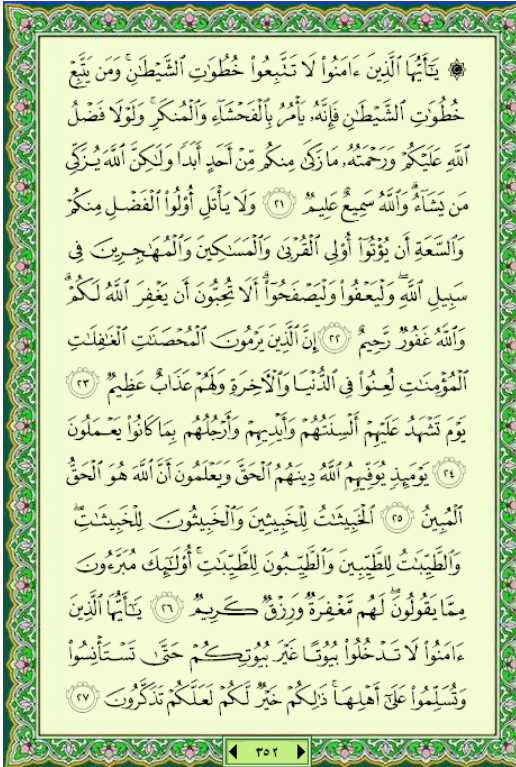 ۞ يَـٰٓأَيُّهَا ٱلَّذِينَ ءَامَنُوا۟ لَا تَتَّبِعُوا۟ خُطُوَٰتِ ٱلشَّيْطَـٰنِ ۚ وَمَن يَتَّبِعْ
خُطُوَٰتِ ٱلشَّيْطَـٰنِ فَإِنَّهُۥ يَأْمُرُ بِٱلْفَحْشَآءِ وَٱلْمُنكَرِ ۚ وَلَوْلَا فَضْلُ
ٱللَّهِ عَلَيْكُمْ وَرَحْمَتُهُۥ مَا زَكَىٰ مِنكُم مِّنْ أَحَدٍ أَبَدًا وَلَـٰكِنَّ ٱللَّهَ يُزَكِّى
مَن يَشَآءُ ۗ وَٱللَّهُ سَمِيعٌ عَلِيمٌ ٢١ وَلَا يَأْتَلِ أُو۟لُوا۟ ٱلْفَضْلِ مِنكُمْ
وَٱلسَّعَةِ أَن يُؤْتُوٓا۟ أُو۟لِى ٱلْقُرْبَىٰ وَٱلْمَسَـٰكِينَ وَٱلْمُهَـٰجِرِينَ فِى
سَبِيلِ ٱللَّهِ ۖ وَلْيَعْفُوا۟ وَلْيَصْفَحُوٓا۟ ۗ أَلَا تُحِبُّونَ أَن يَغْفِرَ ٱللَّهُ لَكُمْ ۗ
وَٱللَّهُ غَفُورٌ رَّحِيمٌ ٢٢ إِنَّ ٱلَّذِينَ يَرْمُونَ ٱلْمُحْصَنَـٰتِ ٱلْغَـٰفِلَـٰتِ
ٱلْمُؤْمِنَـٰتِ لُعِنُوا۟ فِى ٱلدُّنْيَا وَٱلْـَٔاخِرَةِ وَلَهُمْ عَذَابٌ عَظِيمٌ ٢٣
يَوْمَ تَشْهَدُ عَلَيْهِمْ أَلْسِنَتُهُمْ وَأَيْدِيهِمْ وَأَرْجُلُهُم بِمَا كَانُوا۟ يَعْمَلُونَ
٢٤ يَوْمَئِذٍ يُوَفِّيهِمُ ٱللَّهُ دِينَهُمُ ٱلْحَقَّ وَيَعْلَمُونَ أَنَّ ٱللَّهَ هُوَ ٱلْحَقُّ
ٱلْمُبِينُ ٢٥ ٱلْخَبِيثَـٰتُ لِلْخَبِيثِينَ وَٱلْخَبِيثُونَ لِلْخَبِيثَـٰتِ ۖ
وَٱلطَّيِّبَـٰتُ لِلطَّيِّبِينَ وَٱلطَّيِّبُونَ لِلطَّيِّبَـٰتِ ۚ أُو۟لَـٰٓئِكَ مُبَرَّءُونَ
مِمَّا يَقُولُونَ ۖ لَهُم مَّغْفِرَةٌ وَرِزْقٌ كَرِيمٌ ٢٦ يَـٰٓأَيُّهَا ٱلَّذِينَ
ءَامَنُوا۟ لَا تَدْخُلُوا۟ بُيُوتًا غَيْرَ بُيُوتِكُمْ حَتَّىٰ تَسْتَأْنِسُوا۟
وَتُسَلِّمُوا۟ عَلَىٰٓ أَهْلِهَا ۚ ذَٰلِكُمْ خَيْرٌ لَّكُمْ لَعَلَّكُمْ تَذَكَّرُونَ ٢٧
٣٥٢